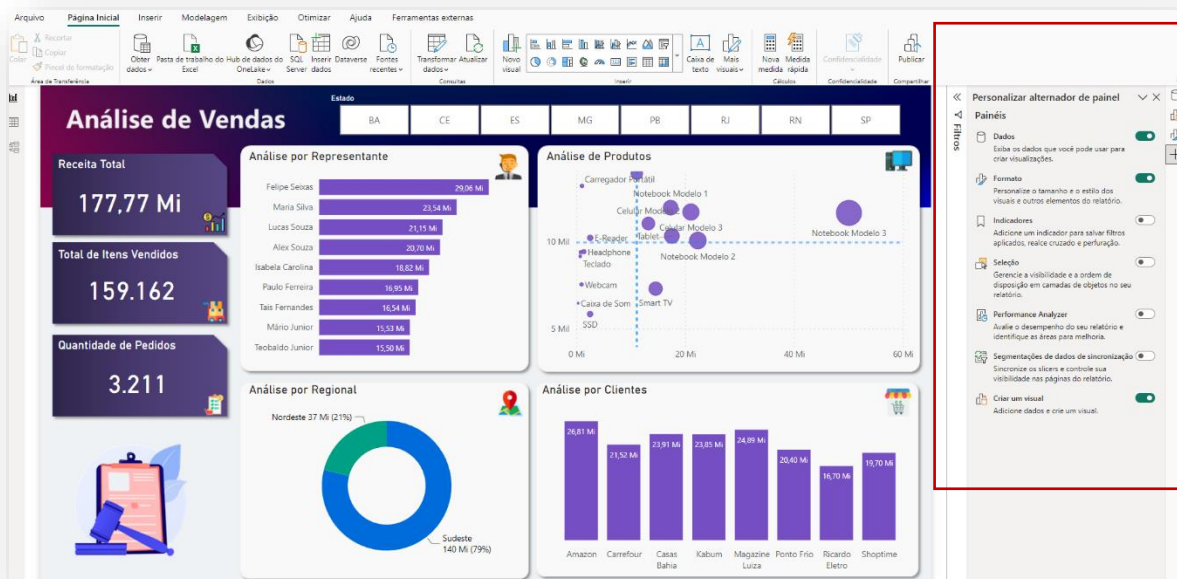 Arquivo Página Inicial Inserir Modelagem Exibição Otimizar Ajuda Ferramentas externas
Colar
Recortar
Copiar
Pincel de formatação
Área de Transferência
Obter dados
Pasta de trabalho do Excel
Hub de dados do OneLake
SQL Server
Inserir dados
Dataverse
Fontes recentes
Dados
Transformar dados
Atualizar
Consultas
Novo visual
Caixa de texto
Mais visuais
Inserir
Nova medida
Medida rápida
Cálculos
Confidencialidade
Confidencialidade
Publicar
Compartilhar
Análise de Vendas
Estado
BA CE ES MG PB RJ RN SP
Receita Total
177,77 Mi
Total de Itens Vendidos
159.162
Quantidade de Pedidos
3.211
Análise por Representante
Felipe Seixas 29,06 Mi
Maria Silva 23,54 Mi
Lucas Souza 21,15 Mi
Alex Souza 20,70 Mi
Isabela Carolina 18,82 Mi
Paulo Ferreira 16,95 Mi
Tais Fernandes 16,54 Mi
Mário Junior 15,53 Mi
Teobaldo Junior 15,50 Mi
Análise de Produtos
Carregador Portátil
Notebook Modelo 1
Celular Modelo 2
Celular Modelo 3
Notebook Modelo 3
10 Mil
E-Reader
Tablet
Headphone
Notebook Modelo 2
Teclado
Webcam
Caixa de Som
Smart TV
SSD
5 Mil
0 Mi 20 Mi 40 Mi 60 Mi
Análise por Regional
Nordeste 37 Mi (21%)
Sudeste
140 Mi (79%)
Análise por Clientes
26,81 Mi
21,52 Mi
23,91 Mi
23,85 Mi
24,89 Mi
20,40 Mi
16,70 Mi
19,70 Mi
Amazon Carrefour Casas Bahia Kabum Magazine Luiza Ponto Frio Ricardo Eletro Shoptime
Filtros
Personalizar alternador de painel
Painéis
Dados
Exiba os dados que você pode usar para
criar visualizações.
Formato
Personalize o tamanho e o estilo dos
visuais e outros elementos do relatório.
Indicadores
Adicione um indicador para salvar filtros
aplicados, realce cruzado e perfuração.
Seleção
Gerencie a visibilidade e a ordem de
disposição em camadas de objetos no seu
relatório.
Performance Analyzer
Avalie o desempenho do seu relatório e
identifique as áreas para melhoria.
Segmentações de dados de sincronização
Sincronize os slicers e controle sua
visibilidade nas páginas do relatório.
Criar um visual
Adicione dados e crie um visual.